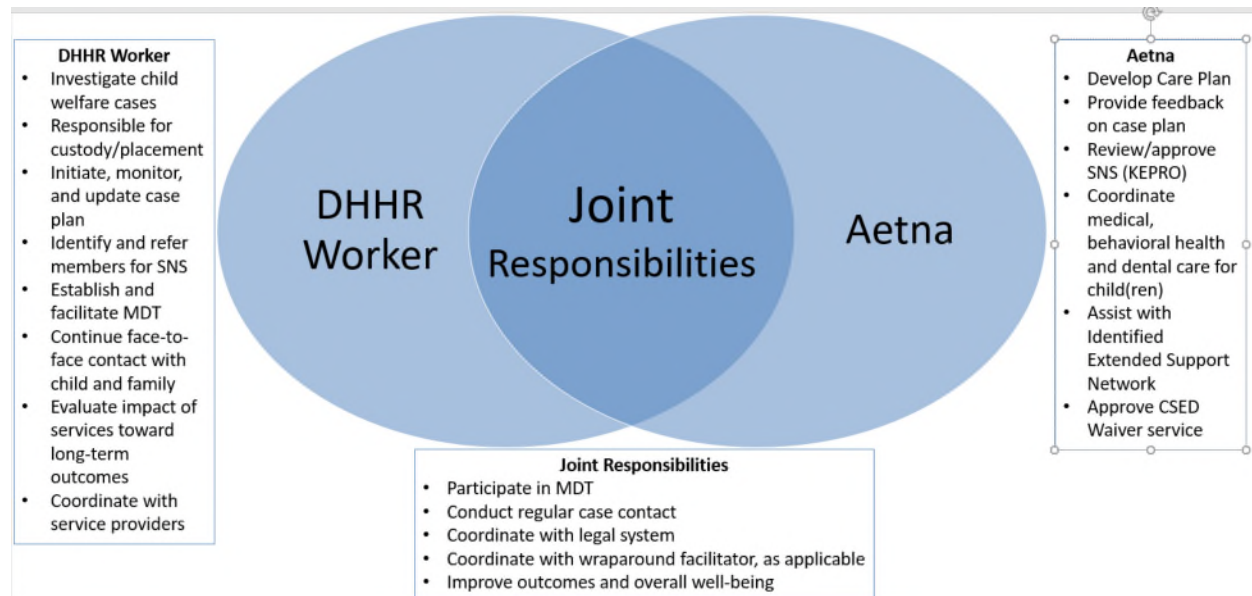 DHHR Worker
• Investigate child
welfare cases
• Responsible for
custody/placement
• Initiate, monitor,
and update case
plan
• Identify and refer
members for SNS
• Establish and
facilitate MDT
• Continue face-to-
face contact with
child and family
• Evaluate impact of
services toward
long-term
outcomes
• Coordinate with
service providers
DHHR
Worker
Joint
Responsibilities
Aetna
Aetna
• Develop Care Plan
• Provide feedback
on case plan
• Review/approve
SNS (KEPRO)
• Coordinate
medical,
behavioral health
and dental care for
child(ren)
• Assist with
Identified
Extended Support
Network
• Approve CSED
Waiver service
Joint Responsibilities
• Participate in MDT
• Conduct regular case contact
• Coordinate with legal system
• Coordinate with wraparound facilitator, as applicable
• Improve outcomes and overall well-being